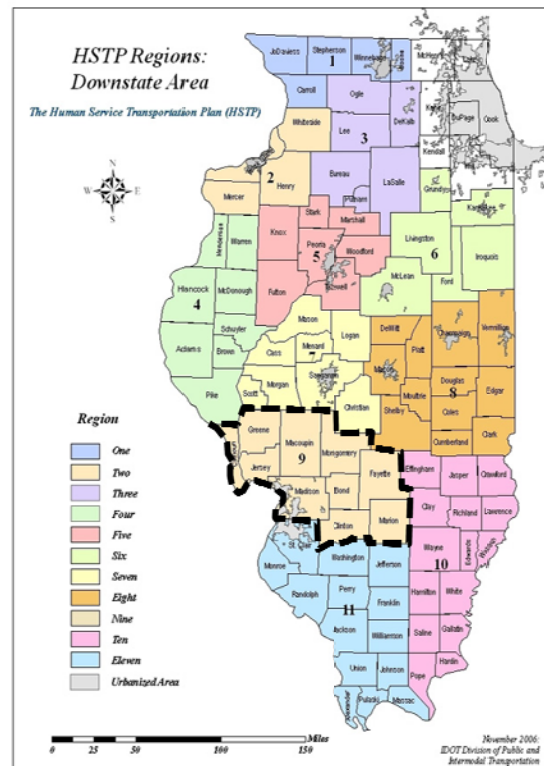 HSTP Regions:
Downstate Area
The Human Service Transportation Plan (HSTP)
N
W E
S
JoDaviess Stephenson Winnebago Boone McHenry Lake
1
Carroll Ogle
Whiteside Lee 3 DeKalb Kane DuPage Cook
Kendall
2 Henry Bureau LaSalle Grundy
Mercer Putnam Kankakee
Stark Marshall
Henderson Warren Knox Peoria 5 Woodford Livingston 6 Iroquois
Hancock McDonough Fulton Tazewell McLean Ford
4
Schuyler Mason
Adams Brown Cass Menard Logan DeWitt Champaign Vermilion
7 Piatt
Macon
Pike Scott Morgan Sangamon Douglas Edgar
Christian Moultrie 8
Shelby Coles
Greene Macoupin Montgomery Cumberland Clark
9
Jersey Fayette Effingham Jasper Crawford
Madison Bond Clay Richland Lawrence
Clinton Marion
St. Clair Wayne Edwards Wabash
Washington Jefferson 10
Monroe
Randolph Perry Franklin Hamilton White
11
Jackson Williamson Saline Gallatin
Union Johnson Pope Hardin
Alexander Pulaski Massac
Region
One
Two
Three
Four
Five
Six
Seven
Eight
Nine
Ten
Eleven
Urbanized Area
Miles
0 25 50 100 150
November 2006:
IDOT Division of Public and
Intermodal Transportation